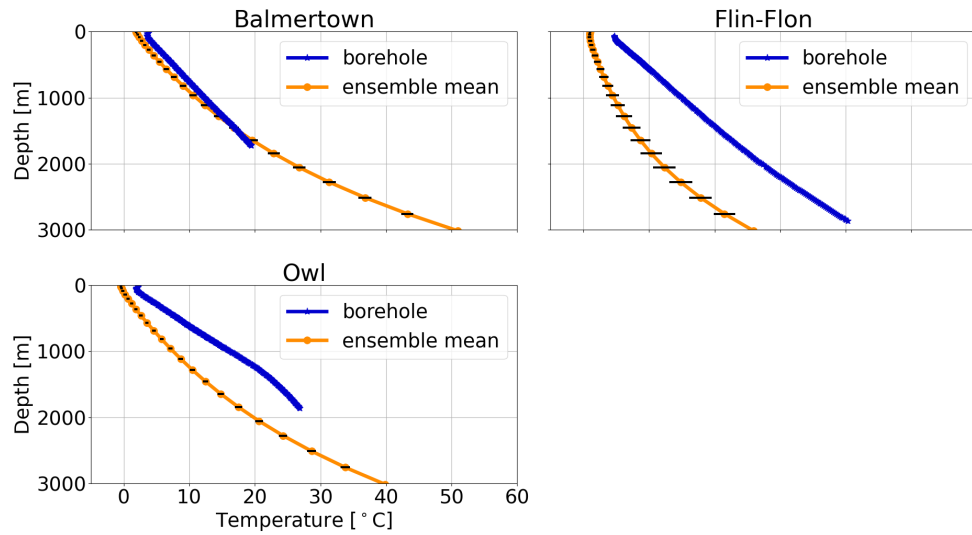 Balmertown
Flin-Flon
0
1000
2000
3000
Depth [m]
borehole
ensemble mean
borehole
ensemble mean
Owl
0
1000
2000
3000
Depth [m]
borehole
ensemble mean
0 10 20 30 40 50 60
Temperature [°C]